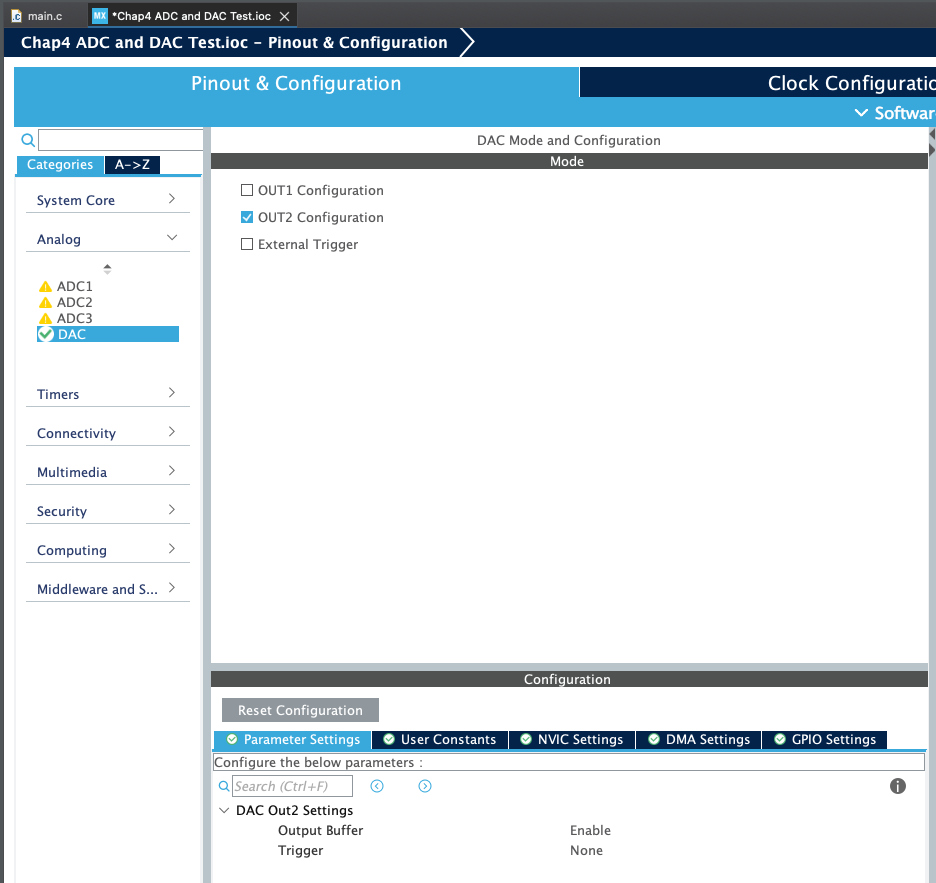 main.c
MX *Chap4 ADC and DAC Test.ioc
Chap4 ADC and DAC Test.ioc – Pinout & Configuration
Pinout & Configuration
Clock Configuratio
Softwar
Categories
A->Z
System Core
Analog
ADC1
ADC2
ADC3
DAC
Timers
Connectivity
Multimedia
Security
Computing
Middleware and S...
DAC Mode and Configuration
Mode
OUT1 Configuration
OUT2 Configuration
External Trigger
Configuration
Reset Configuration
Parameter Settings
User Constants
NVIC Settings
DMA Settings
GPIO Settings
Configure the below parameters :
Search (Ctrl+F)
DAC Out2 Settings
Output Buffer Enable
Trigger None